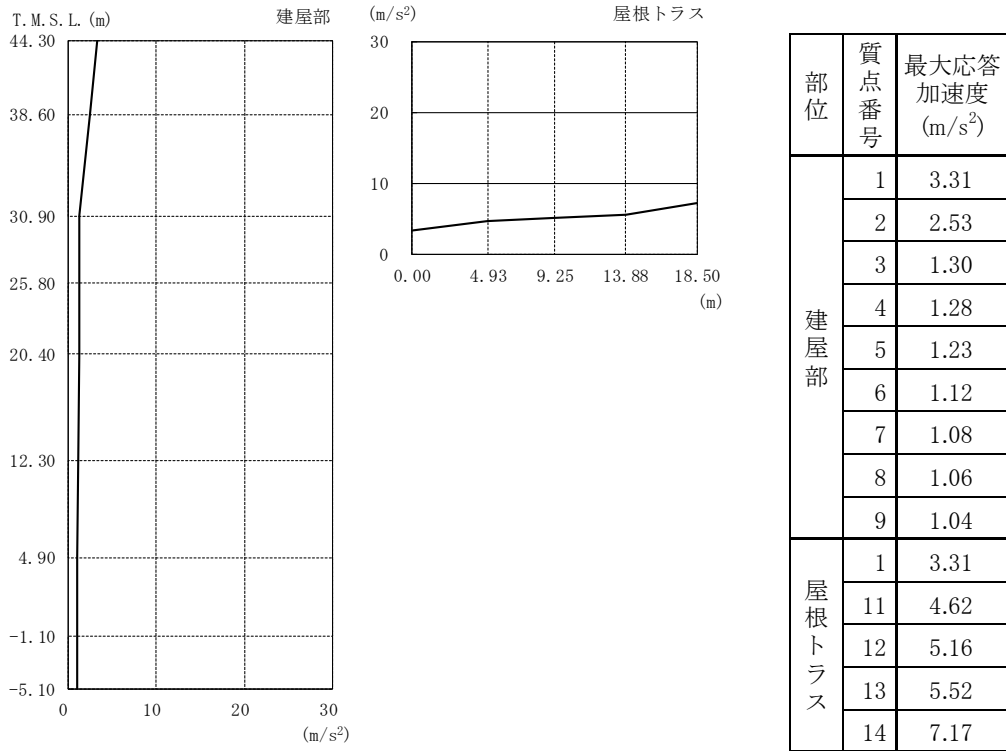 T.M.S.L.(m)
建屋部
44.30
38.60
30.90
25.80
20.40
12.30
4.90
-1.10
-5.10
0 10 20 30
(m/s²)
(m/s²)
屋根トラス
30
20
10
0
0.00 4.93 9.25 13.88 18.50
(m)
部位 質点番号 最大応答加速度(m/s²)
建屋部
1 3.31
2 2.53
3 1.30
4 1.28
5 1.23
6 1.12
7 1.08
8 1.06
9 1.04
屋根トラス
1 3.31
11 4.62
12 5.16
13 5.52
14 7.17